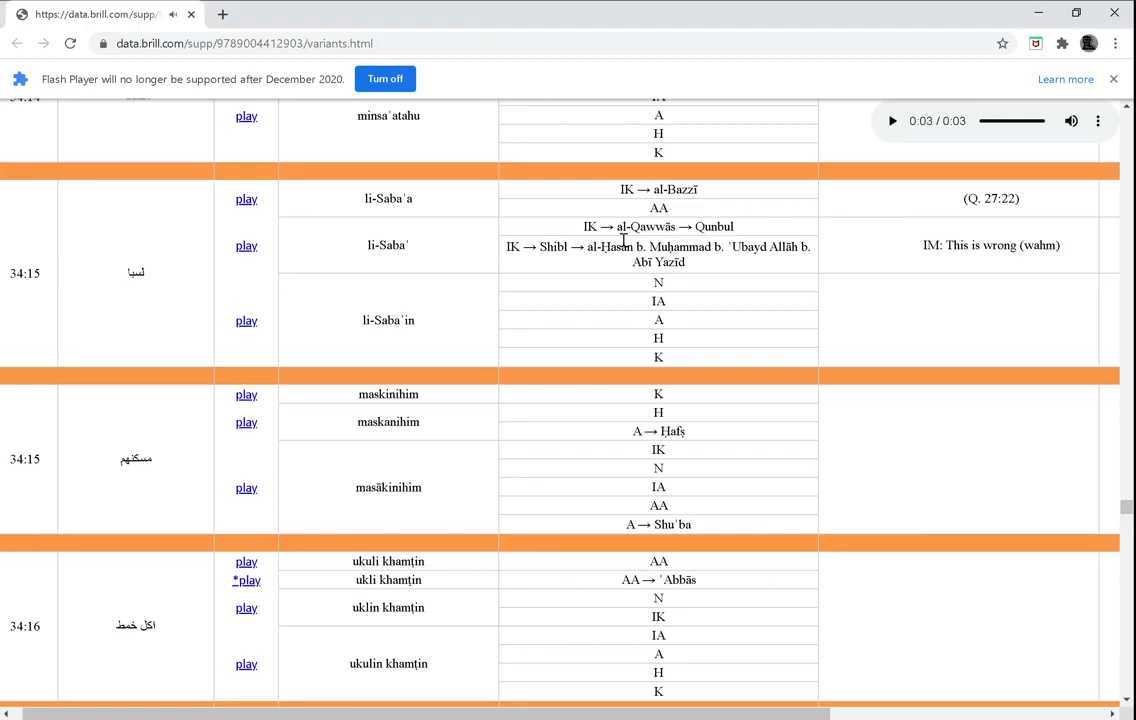 https://data.brill.com/supp/
data.brill.com/supp/9789004412903/variants.html
Flash Player will no longer be supported after December 2020.
Turn off
Learn more
34:14
IA
play
minsaʾatahu
A
H
K
0:03 / 0:03
34:15
لسبا
play
li-Sabaʾa
IK → al-Bazzī
AA
(Q. 27:22)
play
li-Sabaʾ
IK → al-Qawwās → Qunbul
IK → Shibl → al-Ḥasan b. Muḥammad b. ʿUbayd Allāh b.
Abī Yazīd
IM: This is wrong (wahm)
play
li-Sabaʾin
N
IA
A
H
K
34:15
مسكنهم
play
maskinihim
K
play
maskanihim
H
A → Ḥafṣ
play
masākinihim
IK
N
IA
AA
A → Shuʿba
34:16
اكل خمط
play
ukuli khamṭin
AA
*play
ukli khamṭin
AA → ʿAbbās
play
uklin khamṭin
N
IK
play
ukulin khamṭin
IA
A
H
K